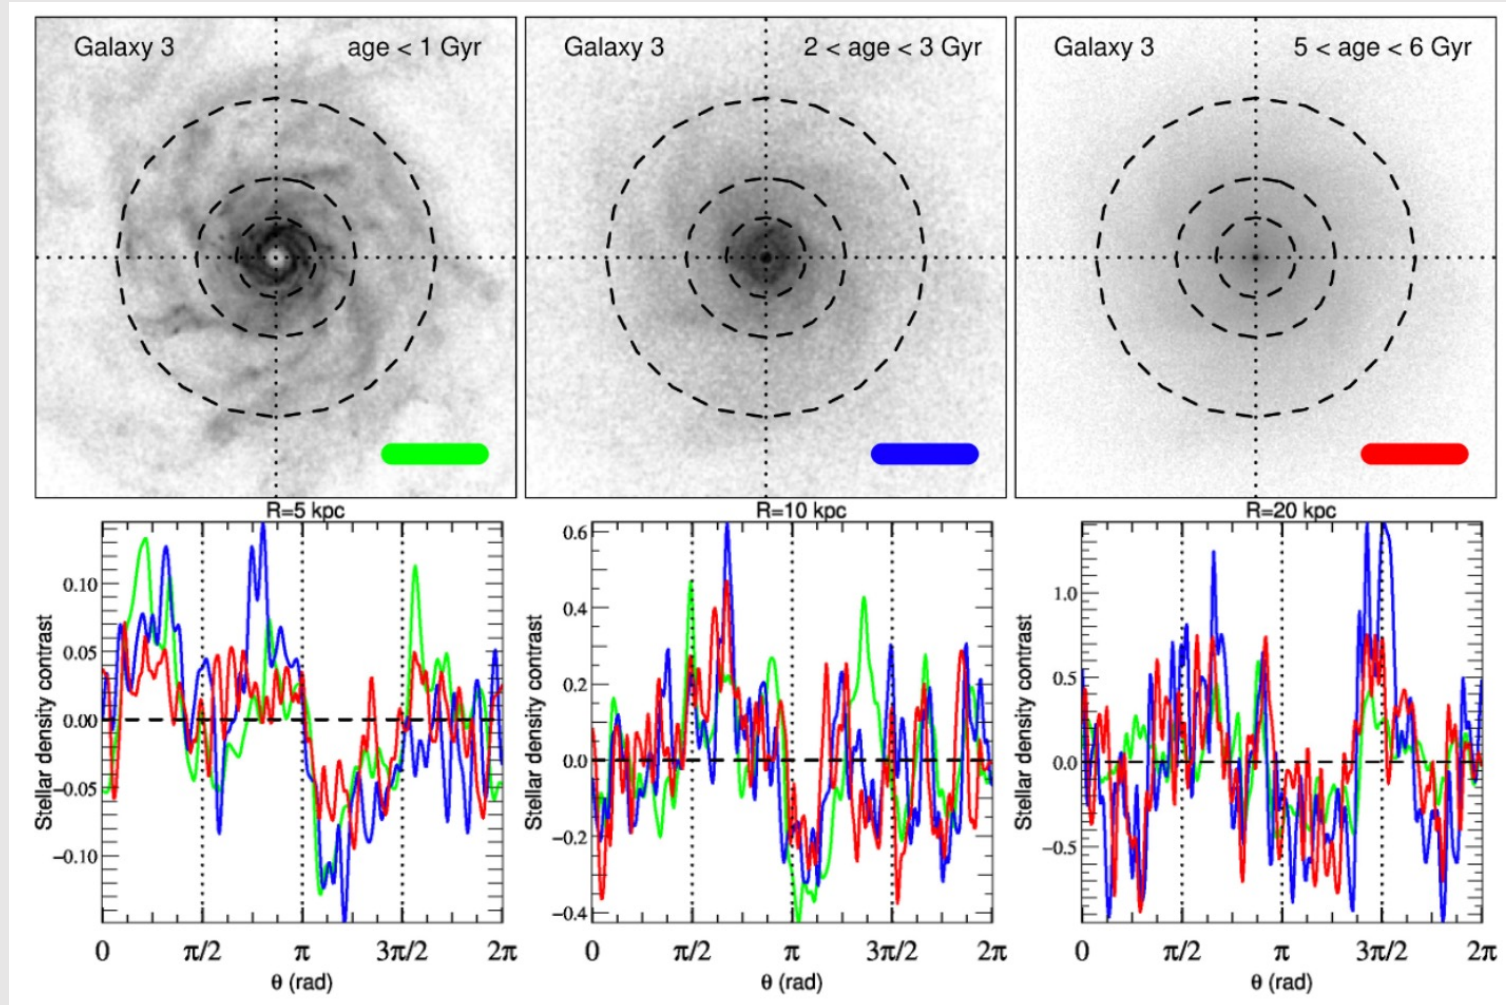 Galaxy 3 age < 1 Gyr
Galaxy 3 2 < age < 3 Gyr
Galaxy 3 5 < age < 6 Gyr
R=5 kpc
R=10 kpc
R=20 kpc
Stellar density contrast
0.10
0.05
0.00
−0.05
−0.10
0 π/2 π 3π/2 2π
θ (rad)
Stellar density contrast
0.6
0.4
0.2
0.0
−0.2
−0.4
0 π/2 π 3π/2 2π
θ (rad)
Stellar density contrast
1.0
0.5
0.0
−0.5
0 π/2 π 3π/2 2π
θ (rad)